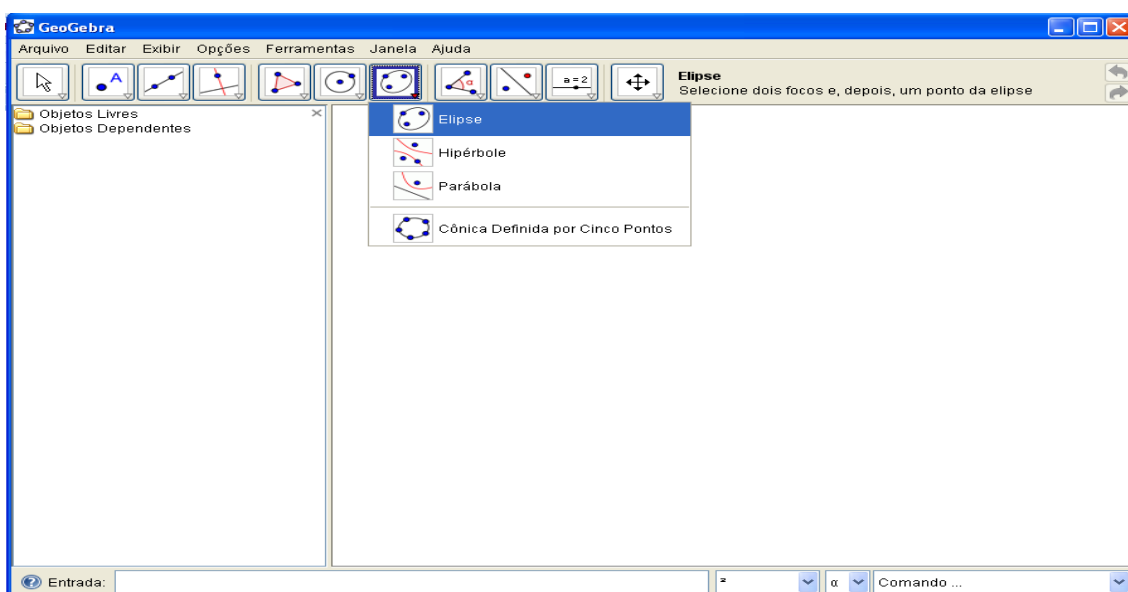 GeoGebra
Arquivo Editar Exibir Opções Ferramentas Janela Ajuda
A α a=2
Elipse
Selecione dois focos e, depois, um ponto da elipse
Objetos Livres
Objetos Dependentes
Elipse
Hipérbole
Parábola
Cônica Definida por Cinco Pontos
Entrada: ² α Comando ...